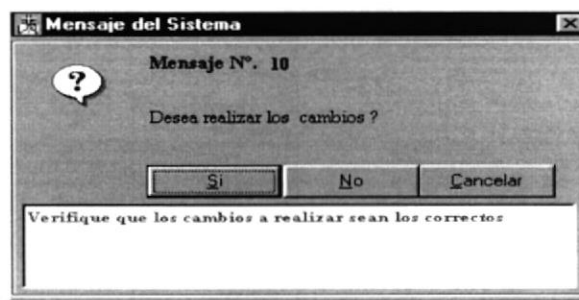 Mensaje del Sistema
Mensaje Nº. 10
Desea realizar los cambios ?
Si No Cancelar
Verifique que los cambios a realizar sean los correctos